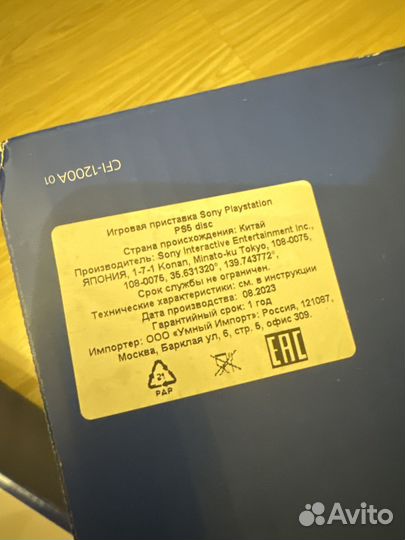 CFI-1200A 01
Игровая приставка Sony Playstation
PS5 disc
Страна происхождения: Китай
Производитель: Sony Interactive Entertainment Inc.,
ЯПОНИЯ, 1-7-1 Konan, Minato-ku Tokyo, 108-0075,
108-0075, 35.631320°, 139.743772°.
Срок службы не ограничен.
Технические характеристики: см. в инструкции
Дата производства: 08.2023
Гарантийный срок: 1 год
Импортер: ООО «Умный Импорт» Россия, 121087,
Москва, Барклая ул, 6, стр. 5, офис 309.
21
PAP
EAC
Avito